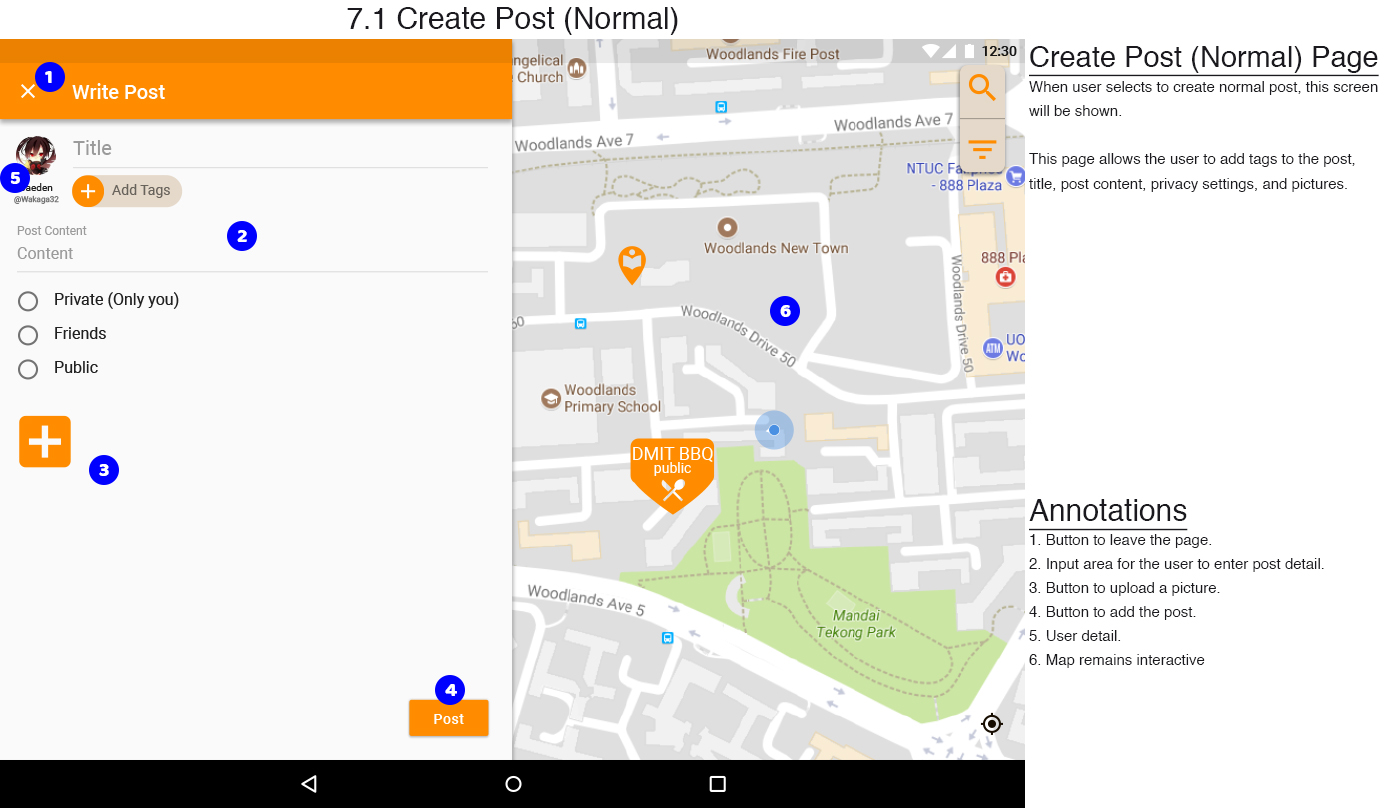 7.1 Create Post (Normal)
1
Write Post
Title
5
aeden
@Wakaga32
Add Tags
Post Content
Content
2
Private (Only you)
Friends
Public
3
4
Post
12:30
Woodlands Fire Post
ngelical
Church
Woodlands Ave 7
Woodlands Ave 7
NTUC
- 888 Plaza
Woodlands New Town
888 Pla
Woodlands Drive 50
6
Woodlands Drive 50
50
ATM
UO
Wo
Woodlands
Primary School
DMIT BBQ
public
Woodlands Ave 5
Mandai
Tekong Park
Create Post (Normal) Page
When user selects to create normal post, this screen
will be shown.
This page allows the user to add tags to the post,
title, post content, privacy settings, and pictures.
Annotations
1. Button to leave the page.
2. Input area for the user to enter post detail.
3. Button to upload a picture.
4. Button to add the post.
5. User detail.
6. Map remains interactive